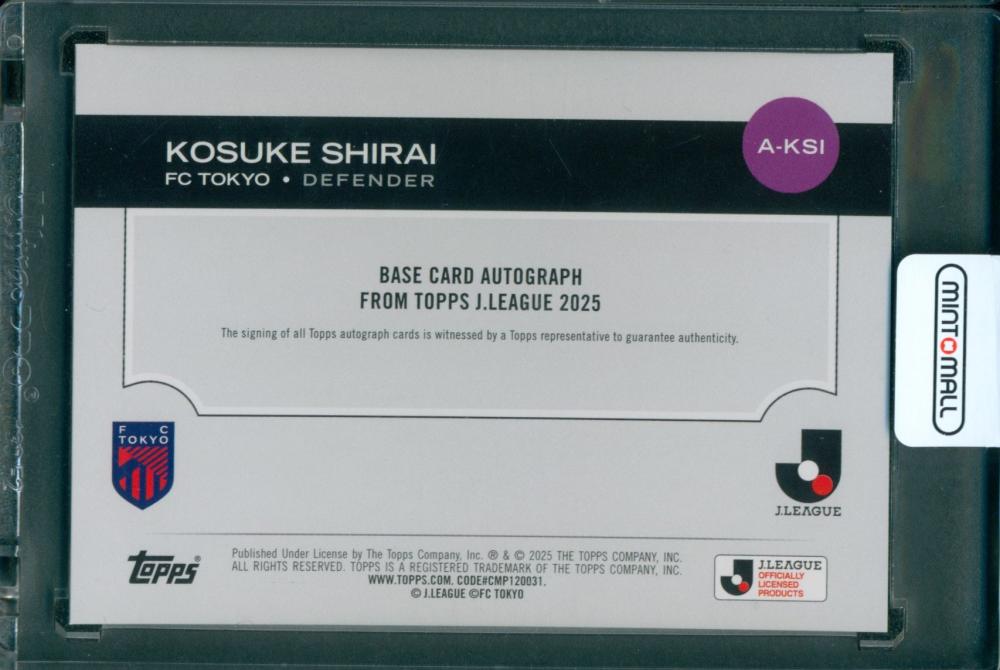 KOSUKE SHIRAI
FC TOKYO • DEFENDER
A-KSI
BASE CARD AUTOGRAPH
FROM TOPPS J.LEAGUE 2025
The signing of all Topps autograph cards is witnessed by a Topps representative to guarantee authenticity.
MINTOMALL
F C
TOKYO
J.LEAGUE
topps®
Published Under License by The Topps Company, Inc. ® & © 2025 THE TOPPS COMPANY, INC.
ALL RIGHTS RESERVED. TOPPS IS A REGISTERED TRADEMARK OF THE TOPPS COMPANY, INC.
WWW.TOPPS.COM. CODE#CMP120031.
© J.LEAGUE ©FC TOKYO
J.LEAGUE
OFFICIALLY
LICENSED
PRODUCTS